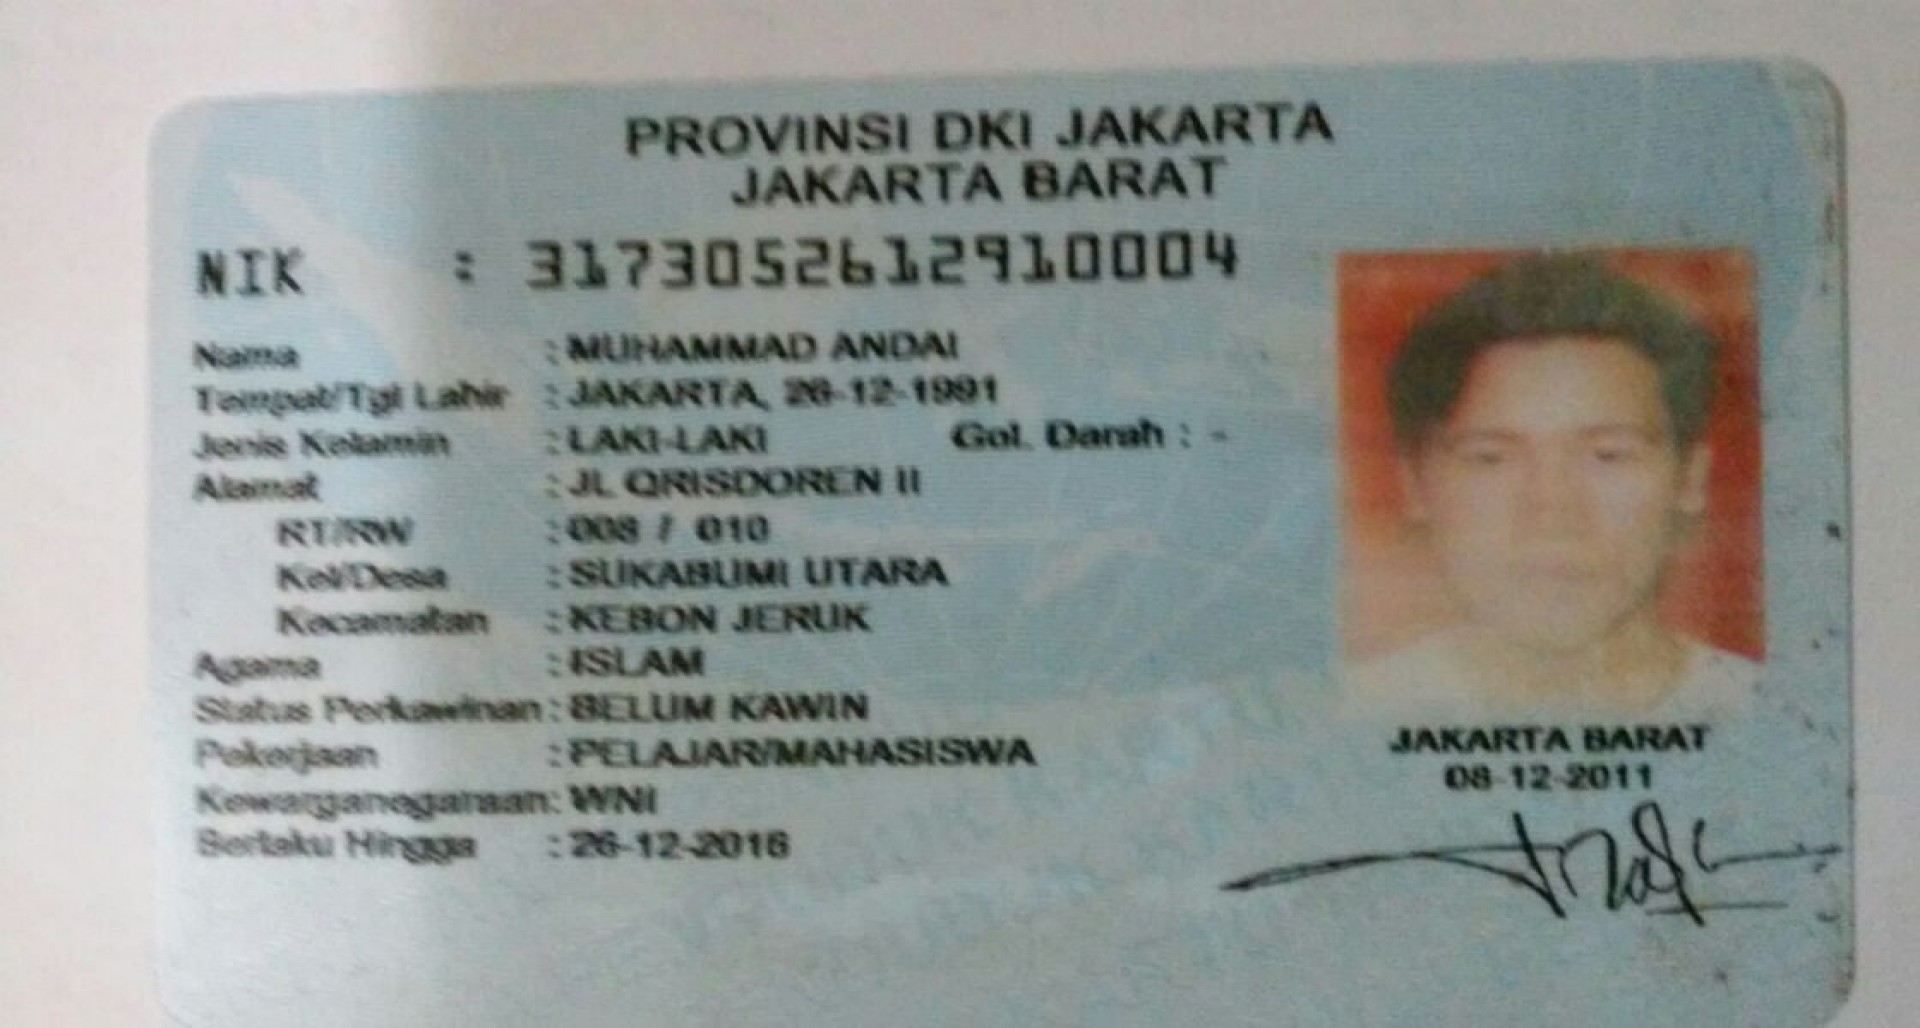 PROVINSI DKI JAKARTA
JAKARTA BARAT
NIK : 3173052612910004
Nama : MUHAMMAD ANDAI
Tempat/Tgl Lahir : JAKARTA, 26-12-1991
Jenis Kelamin : LAKI-LAKI Gol. Darah : -
Alamat : JL QRISDOREN II
RT/RW : 008 / 010
Kel/Desa : SUKABUMI UTARA
Kecamatan : KEBON JERUK
Agama : ISLAM
Status Perkawinan : BELUM KAWIN
Pekerjaan : PELAJAR/MAHASISWA
Kewarganegaraan : WNI
Berlaku Hingga : 26-12-2016
JAKARTA BARAT
08-12-2011